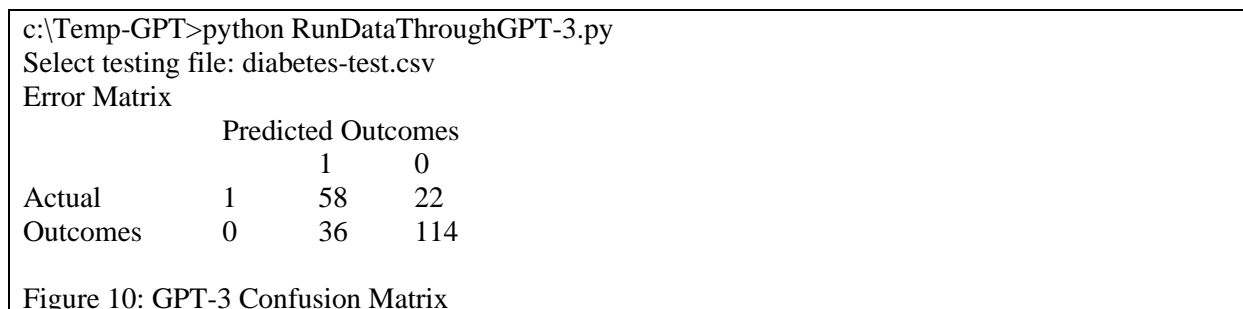 c:\Temp-GPT>python RunDataThroughGPT-3.py
Select testing file: diabetes-test.csv
Error Matrix
Predicted Outcomes
1 0
Actual 1 58 22
Outcomes 0 36 114
Figure 10: GPT-3 Confusion Matrix